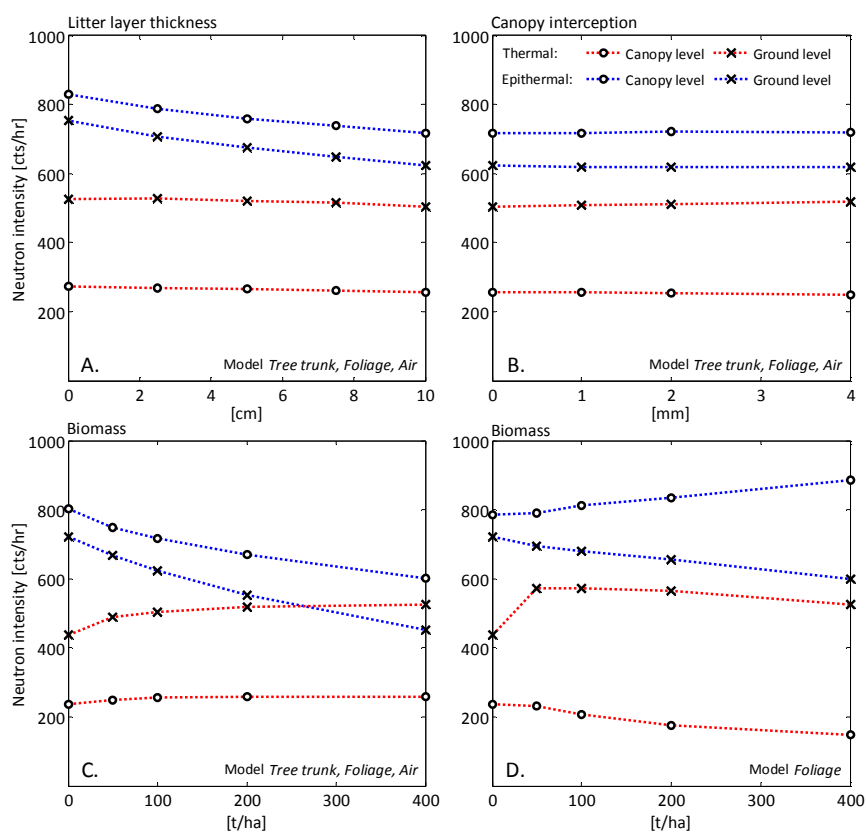 Litter layer thickness
Canopy interception
Neutron intensity [cts/hr]
1000
800
600
400
200
A.
Model Tree trunk, Foliage, Air
0 2 4 6 8 10
[cm]
1000
800
600
400
200
Thermal: Canopy level Ground level
Epithermal: Canopy level Ground level
B.
Model Tree trunk, Foliage, Air
0 1 2 3 4
[mm]
Biomass
Biomass
Neutron intensity [cts/hr]
1000
800
600
400
200
C.
Model Tree trunk, Foliage, Air
0 100 200 300 400
[t/ha]
1000
800
600
400
200
D.
Model Foliage
0 100 200 300 400
[t/ha]